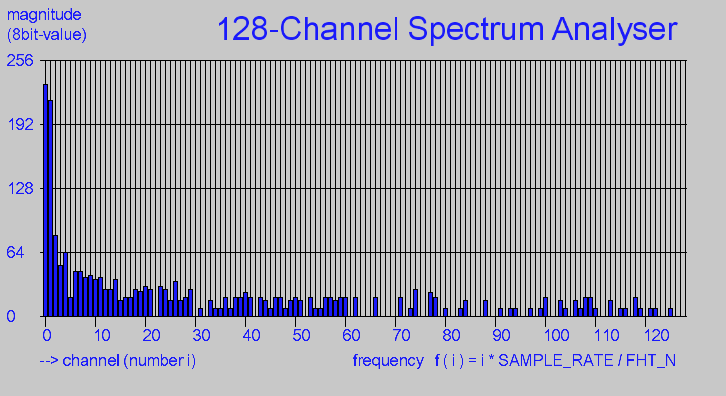 magnitude
(8bit-value)
128-Channel Spectrum Analyser
256
192
128
64
0
0 10 20 30 40 50 60 70 80 90 100 110 120
--> channel (number i)
frequency f ( i ) = i * SAMPLE_RATE / FHT_N